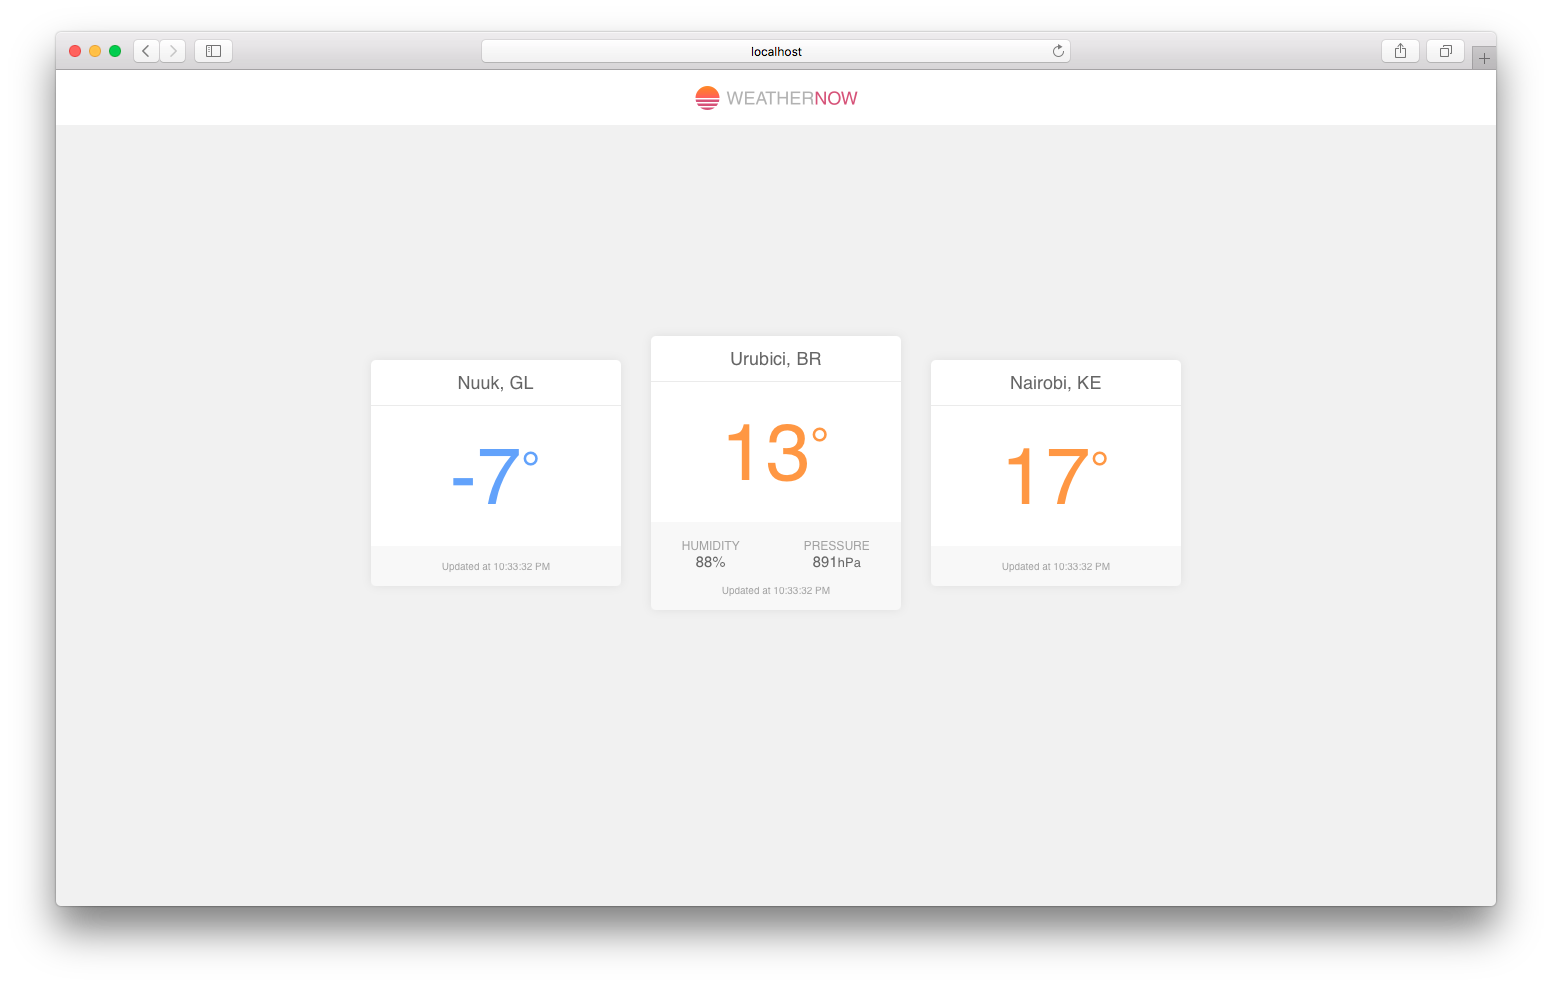 localhost
WEATHERNOW
Nuuk, GL
-7°
Updated at 10:33:32 PM
Urubici, BR
13°
HUMIDITY
88%
PRESSURE
891hPa
Updated at 10:33:32 PM
Nairobi, KE
17°
Updated at 10:33:32 PM